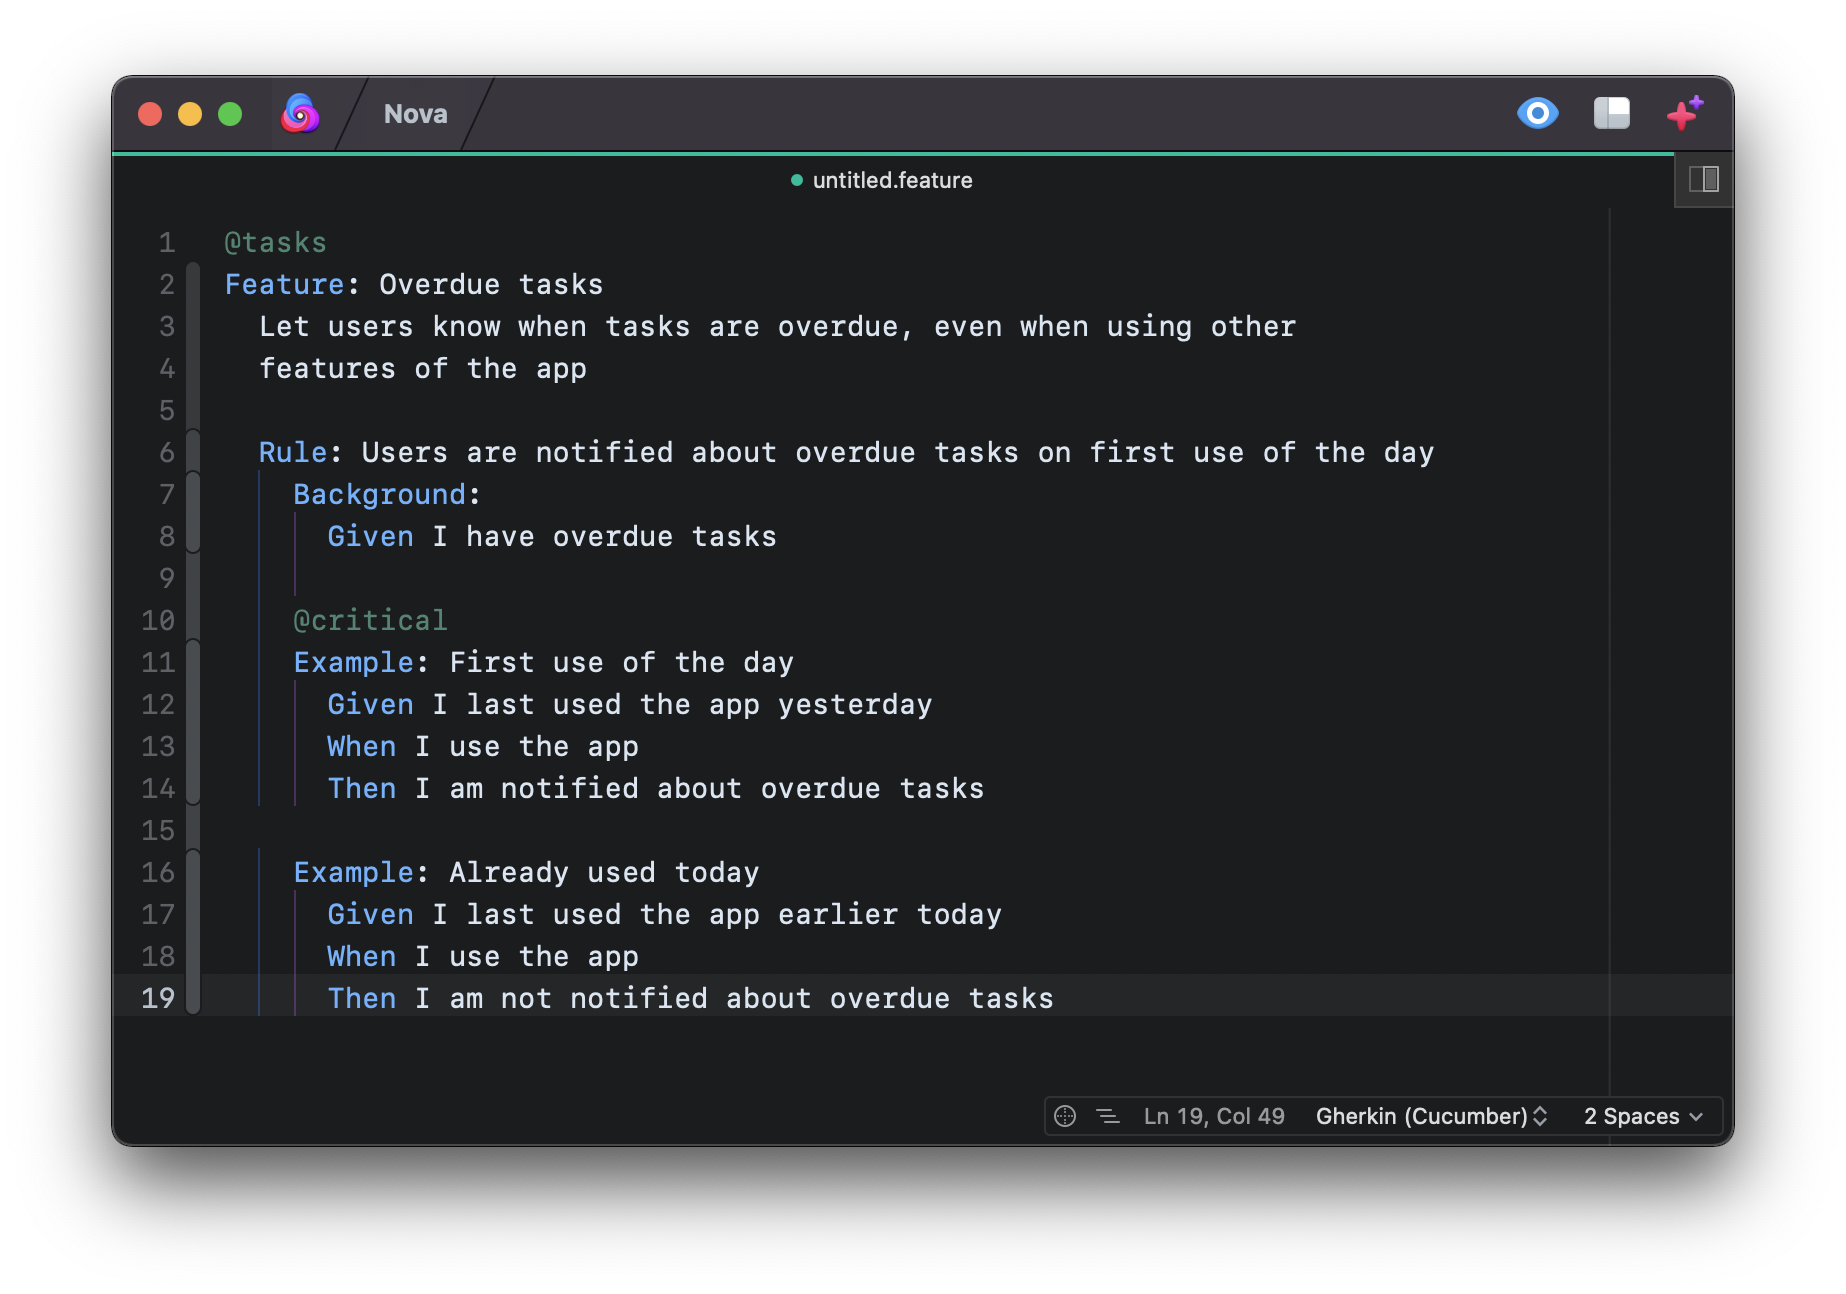 Nova
untitled.feature
1 @tasks
2 Feature: Overdue tasks
3 Let users know when tasks are overdue, even when using other
4 features of the app
5
6 Rule: Users are notified about overdue tasks on first use of the day
7 Background:
8 Given I have overdue tasks
9
10 @critical
11 Example: First use of the day
12 Given I last used the app yesterday
13 When I use the app
14 Then I am notified about overdue tasks
15
16 Example: Already used today
17 Given I last used the app earlier today
18 When I use the app
19 Then I am not notified about overdue tasks
Ln 19, Col 49 Gherkin (Cucumber) 2 Spaces